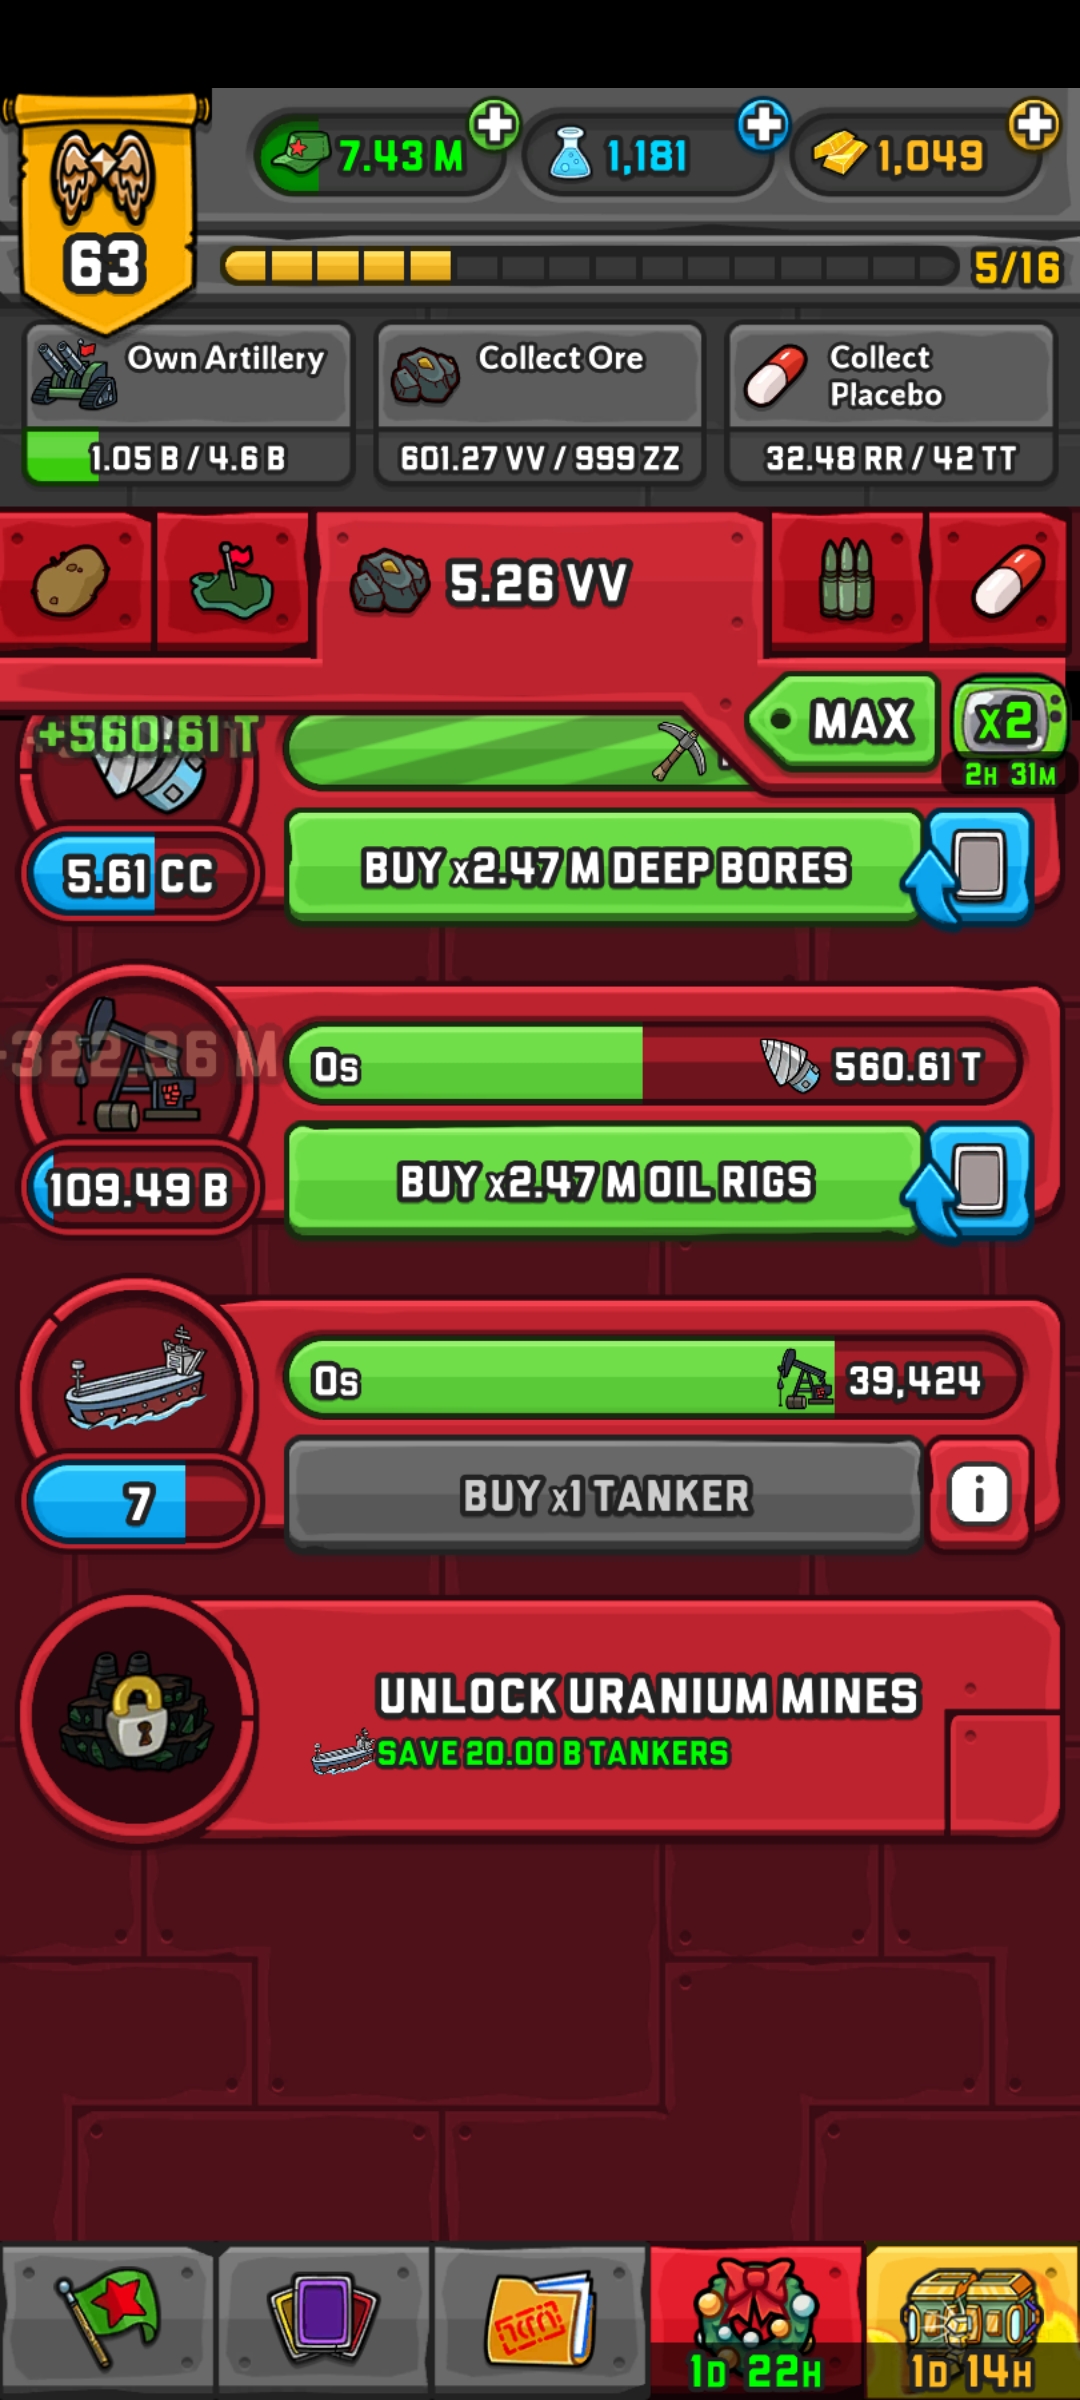 7.43 M
1,181
1,049
63
5/16
Own Artillery
1.05 B / 4.6 B
Collect Ore
601.27 VV / 999 ZZ
Collect
Placebo
32.48 RR / 42 TT
5.26 VV
MAX
x2
2H 31M
+560.61 T
5.61 CC
BUY x2.47 M DEEP BORES
322.96 M
0s
560.61 T
109.49 B
BUY x2.47 M OIL RIGS
0s
39,424
7
BUY x1 TANKER
i
UNLOCK URANIUM MINES
SAVE 20.00 B TANKERS
1D 22H
1D 14H